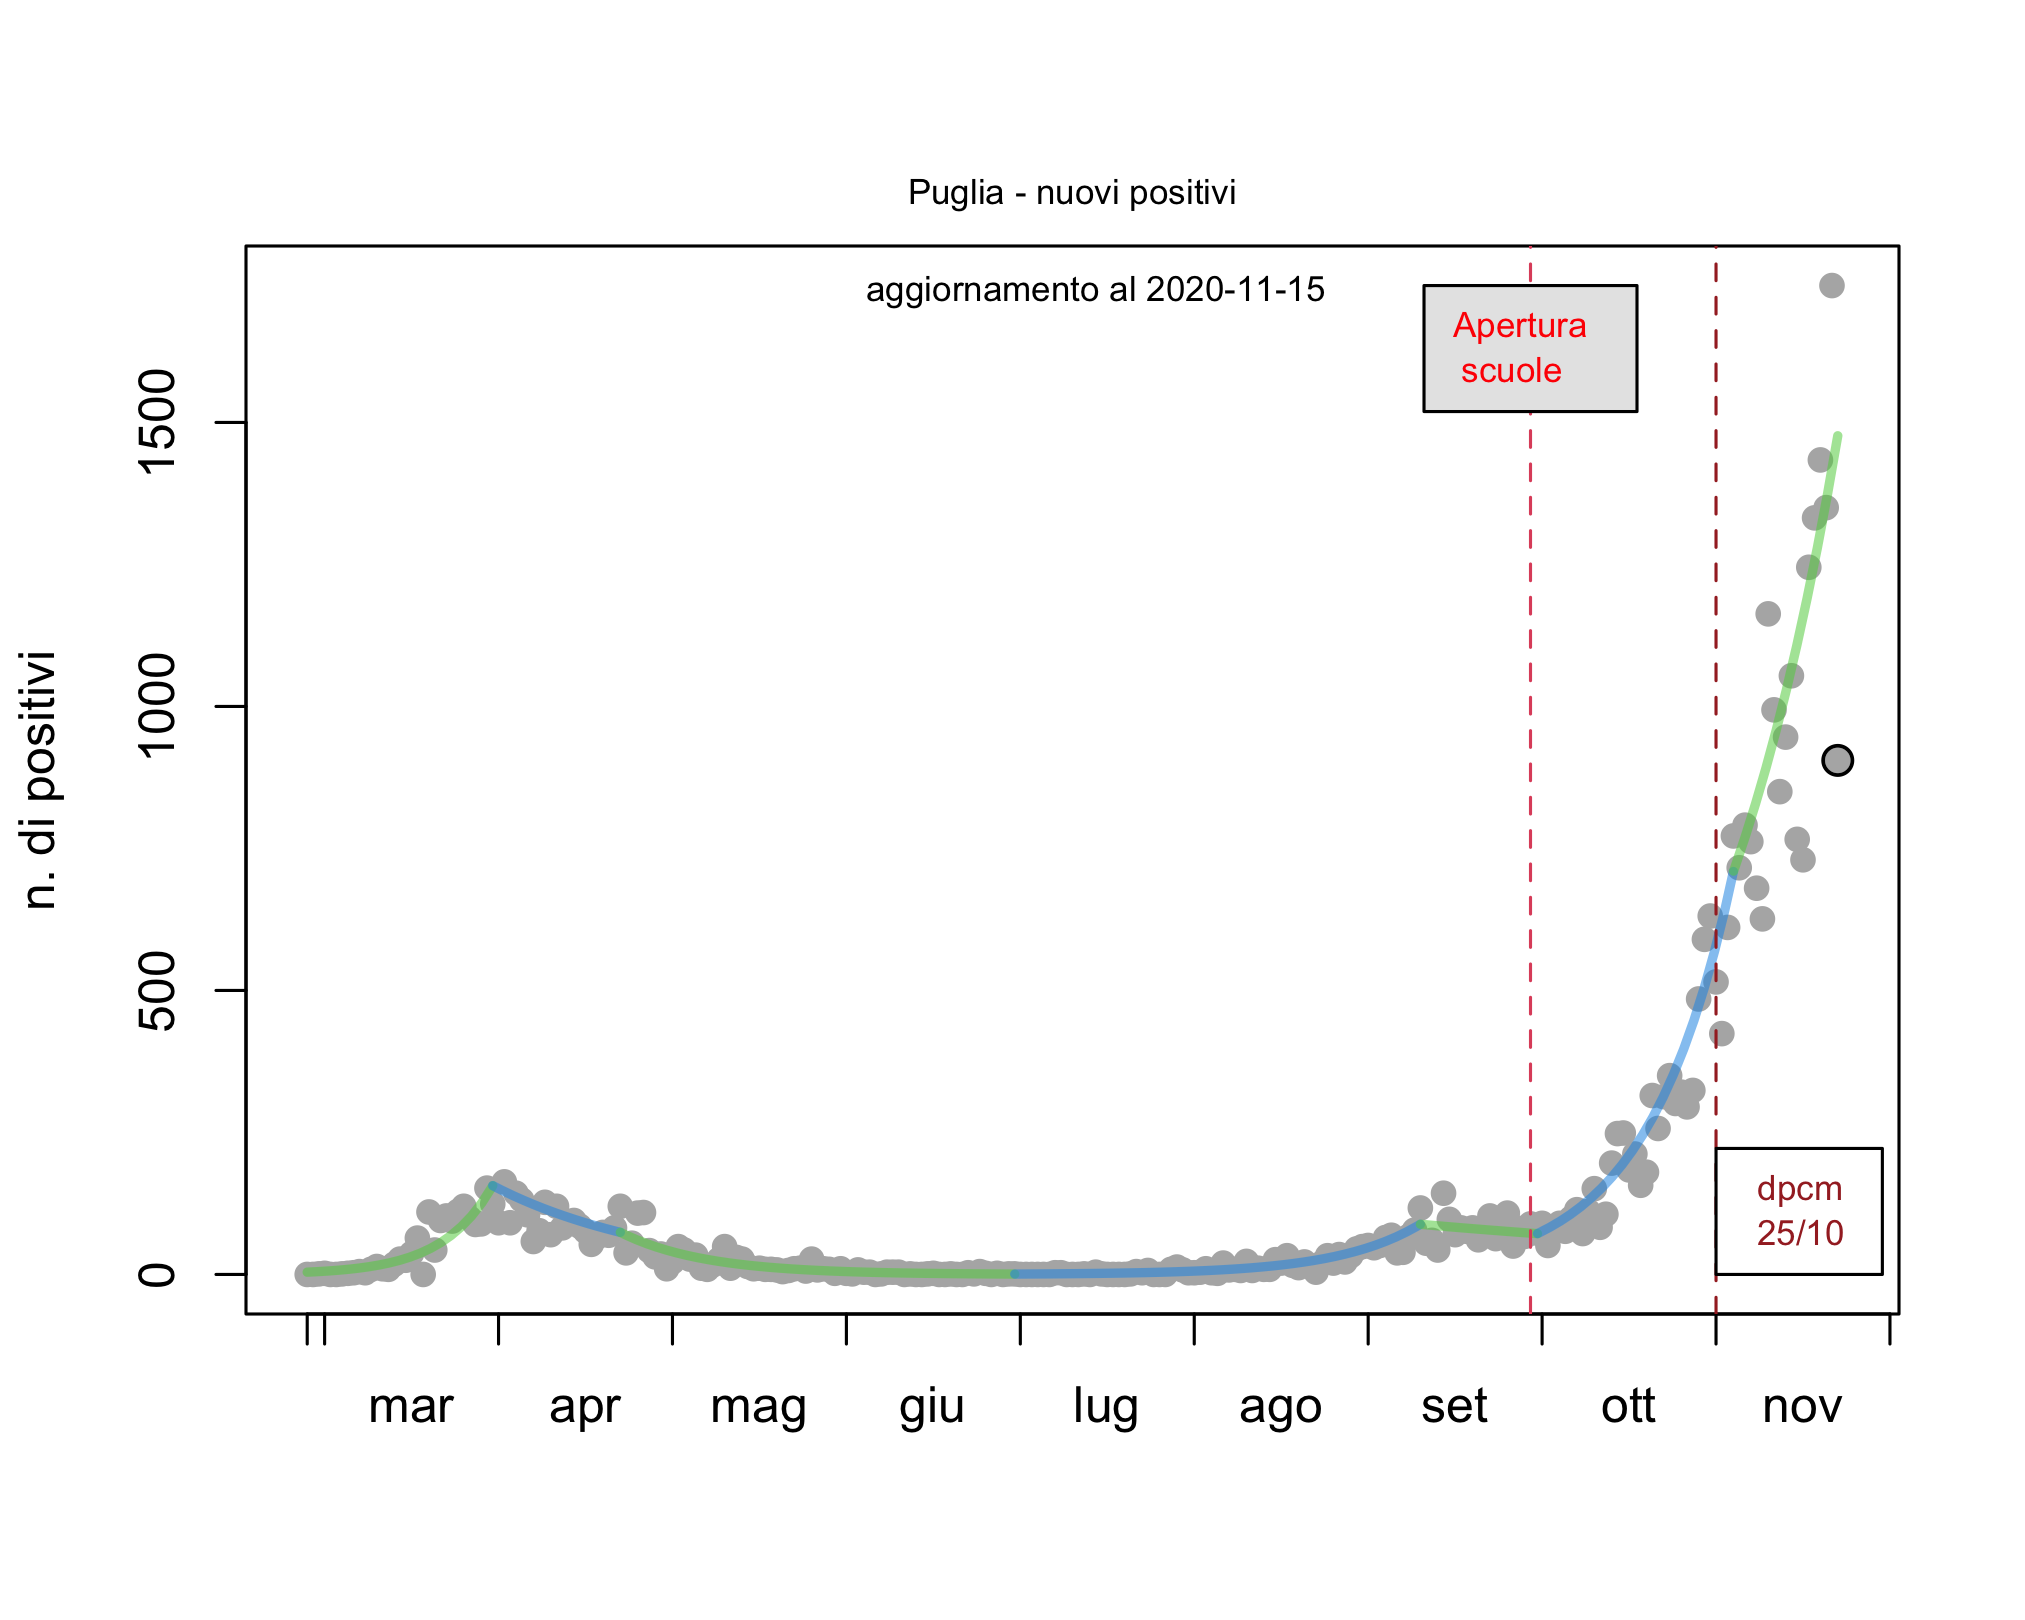 Puglia - nuovi positivi
aggiornamento al 2020-11-15
Apertura
scuole
n. di positivi
1500
1000
500
0
dpcm
25/10
mar apr mag giu lug ago set ott nov